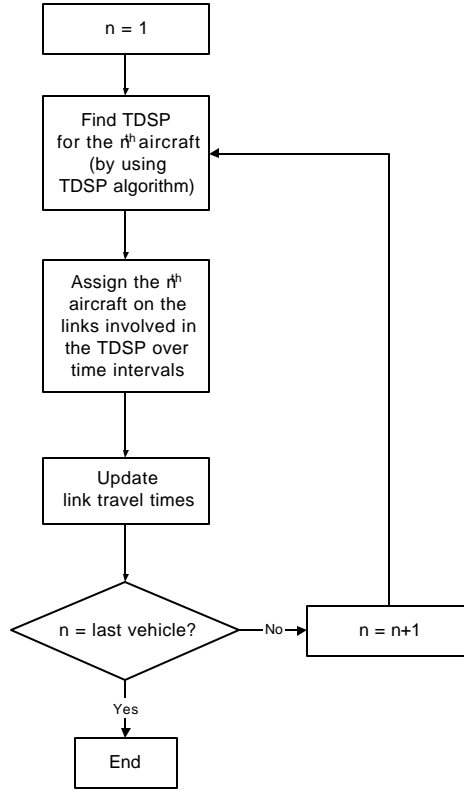 n = 1
Find TDSP
for the nth aircraft
(by using
TDSP algorithm)
Assign the nth
aircraft on the
links involved in
the TDSP over
time intervals
Update
link travel times
n = last vehicle?
No
n = n+1
Yes
End